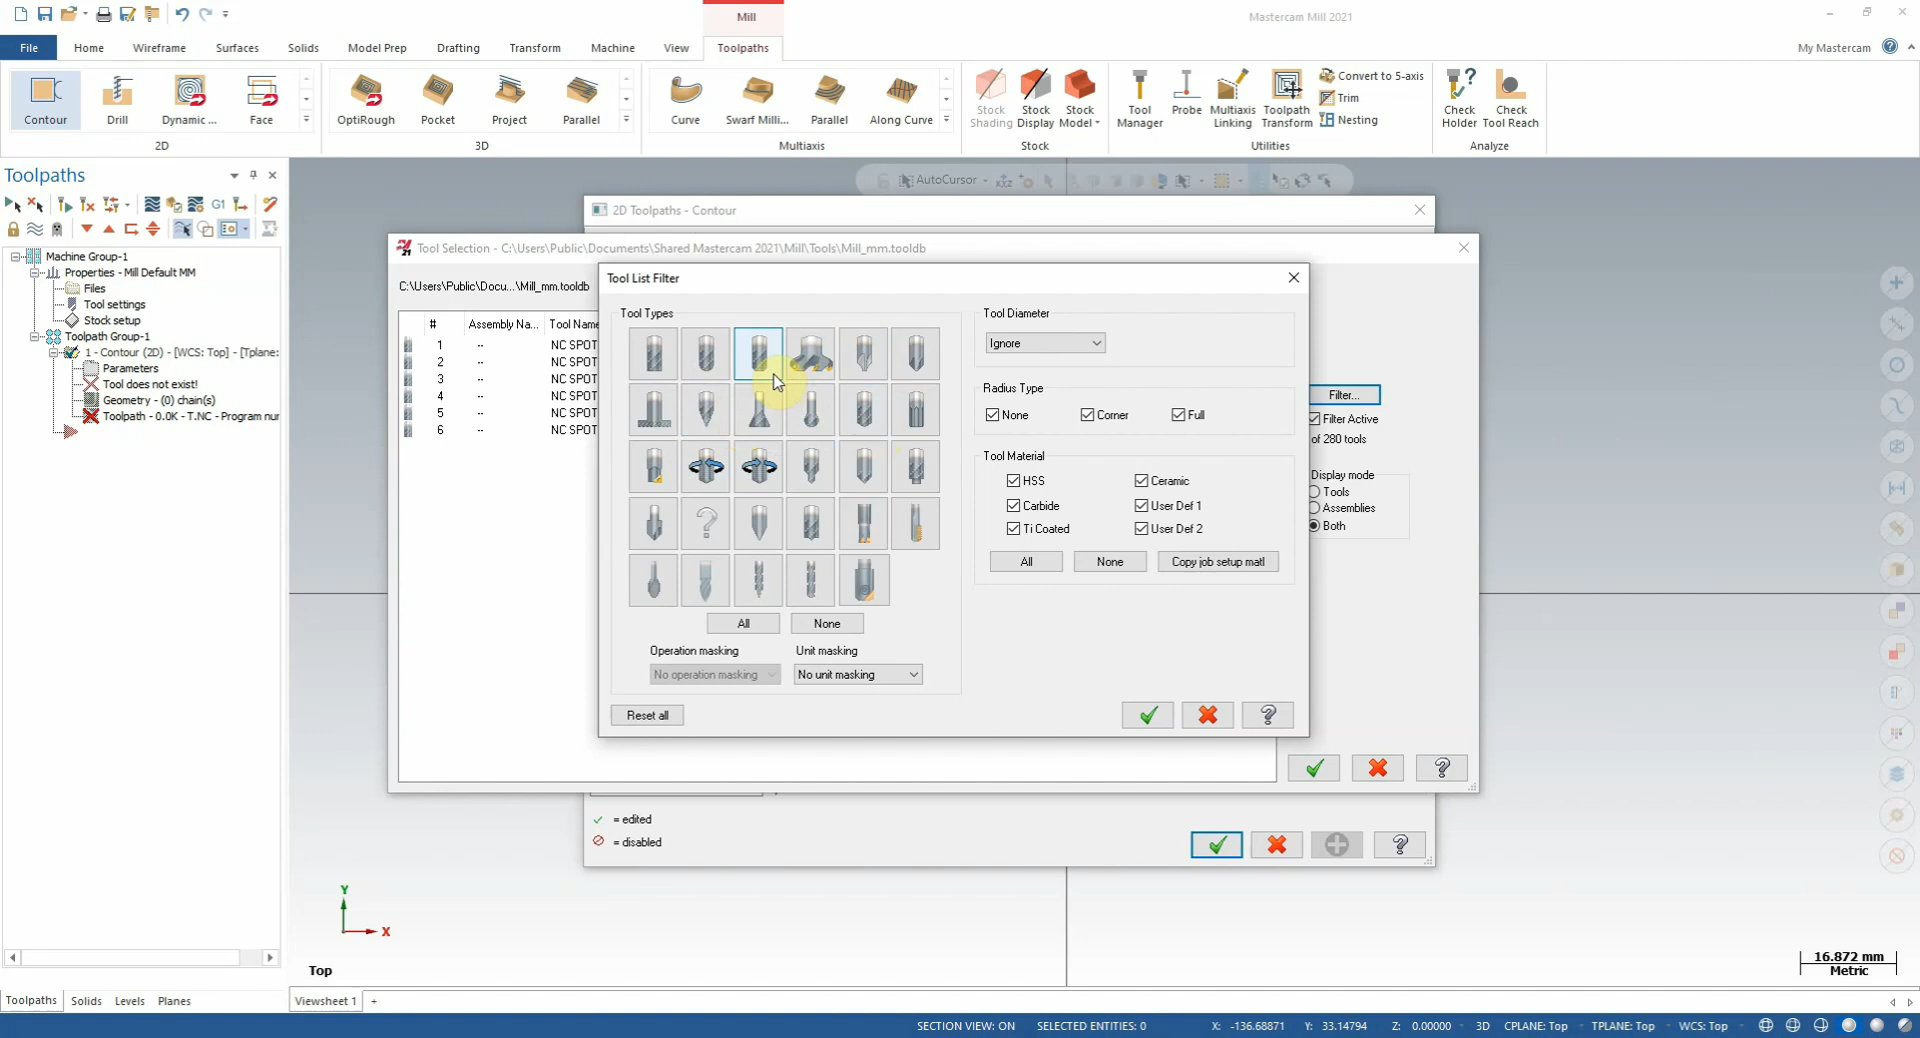 Mill
Mastercam Mill 2021
File
Home
Wireframe
Surfaces
Solids
Model Prep
Drafting
Transform
Machine
View
Toolpaths
My Mastercam
Contour
Drill
Dynamic ...
Face
2D
OptiRough
Pocket
Project
Parallel
3D
Curve
Swarf Milli...
Parallel
Along Curve
Multiaxis
Stock Shading
Stock Display
Stock Model
Stock
Tool Manager
Probe
Multiaxis Linking
Toolpath Transform
Convert to 5-axis
Trim
Nesting
Utilities
Check Holder
Check Tool Reach
Analyze
Toolpaths
G1
Machine Group-1
Properties - Mill Default MM
Files
Tool settings
Stock setup
Toolpath Group-1
1 - Contour (2D) - [WCS: Top] - [Tplane:
Parameters
Tool does not exist!
Geometry - (0) chain(s)
Toolpath - 0.0K - T.NC - Program nur
AutoCursor
2D Toolpaths - Contour
Tool Selection - C:\Users\Public\Documents\Shared Mastercam 2021\Mill\Tools\Mill_mm.tooldb
C:\Users\Public\Docu...\Mill_mm.tooldb
# Assembly Na... Tool Name
1 -- NC SPOT
2 -- NC SPOT
3 -- NC SPOT
4 -- NC SPOT
5 -- NC SPOT
6 -- NC SPOT
Tool List Filter
Tool Types
All
None
Operation masking
Unit masking
No operation masking
No unit masking
Reset all
Tool Diameter
Ignore
Radius Type
None
Corner
Full
Tool Material
HSS
Ceramic
Carbide
User Def 1
Ti Coated
User Def 2
All
None
Copy job setup matl
Filter...
Filter Active
of 280 tools
Display mode
Tools
Assemblies
Both
= edited
= disabled
Y
X
Top
16.872 mm
Metric
Toolpaths
Solids
Levels
Planes
Viewsheet 1
+
SECTION VIEW: ON
SELECTED ENTITIES: 0
X: -136.68871
Y: 33.14794
Z: 0.00000
3D
CPLANE: Top
TPLANE: Top
WCS: Top